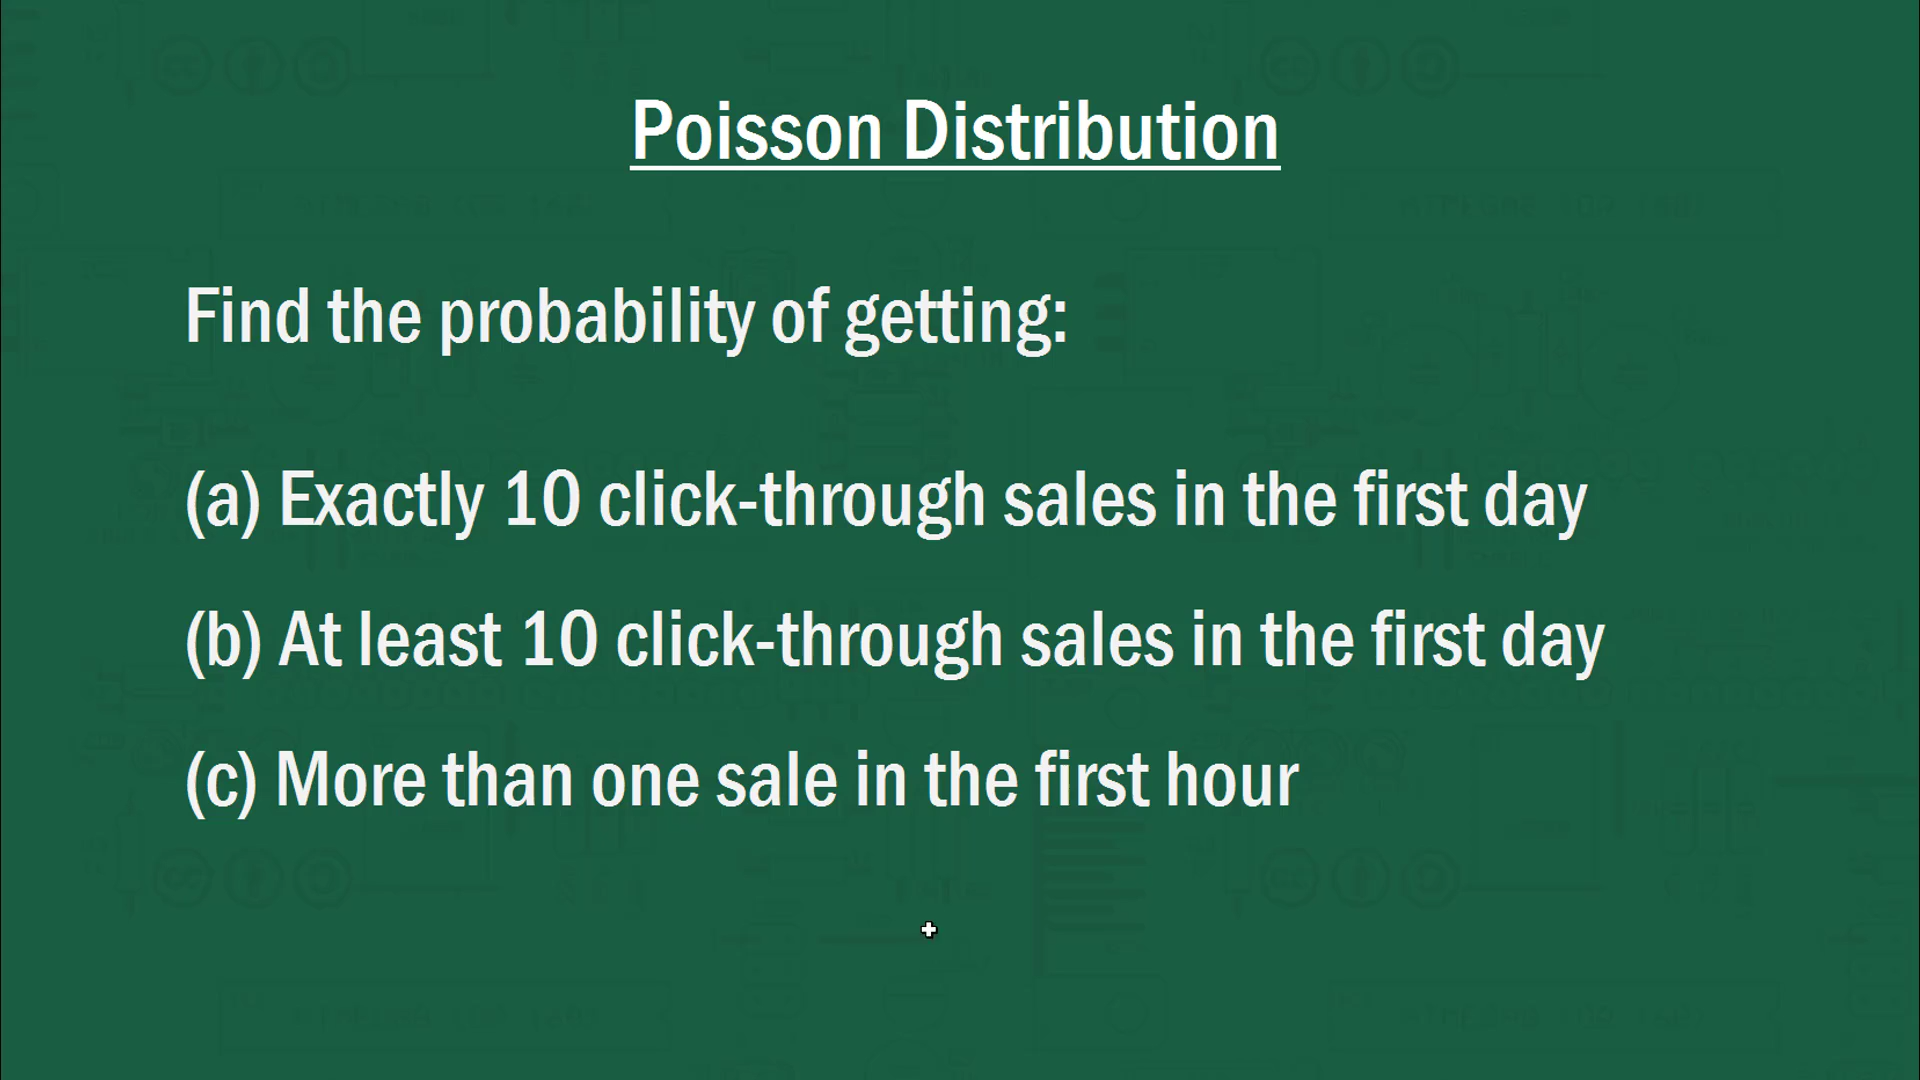 Poisson Distribution
Find the probability of getting:
(a) Exactly 10 click-through sales in the first day
(b) At least 10 click-through sales in the first day
(c) More than one sale in the first hour